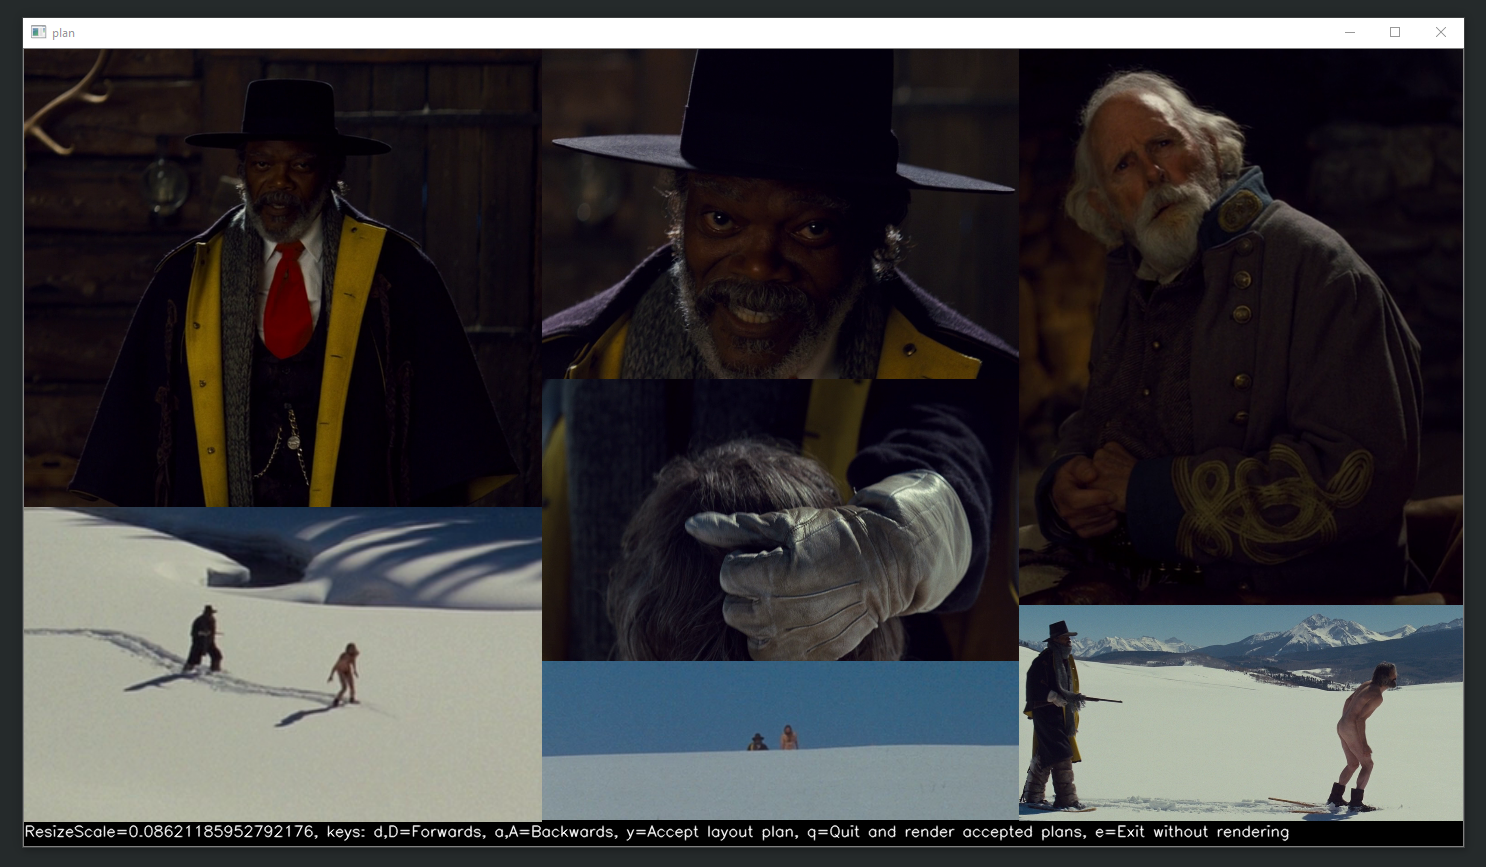 plan
ResizeScale=0.08621185952792176, keys: d,D=Forwards, a,A=Backwards, y=Accept layout plan, q=Quit and render accepted plans, e=Exit without rendering